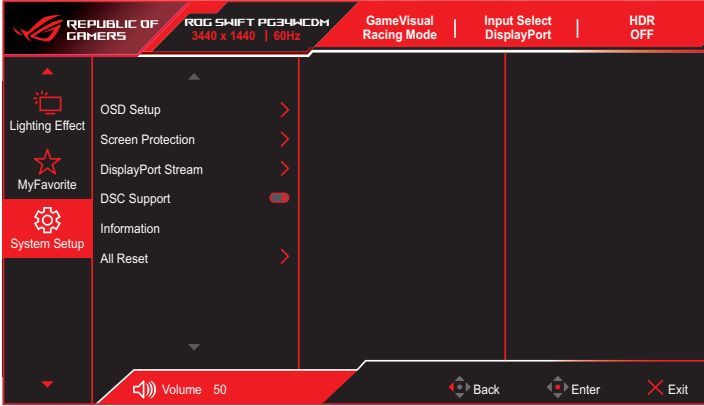 REPUBLIC OF
GAMERS
ROG SWIFT PG34WCDM
3440 x 1440 | 60Hz
GameVisual
Racing Mode
Input Select
DisplayPort
HDR
OFF
Lighting Effect
MyFavorite
System Setup
OSD Setup
Screen Protection
DisplayPort Stream
DSC Support
Information
All Reset
Volume 50
Back
Enter
Exit